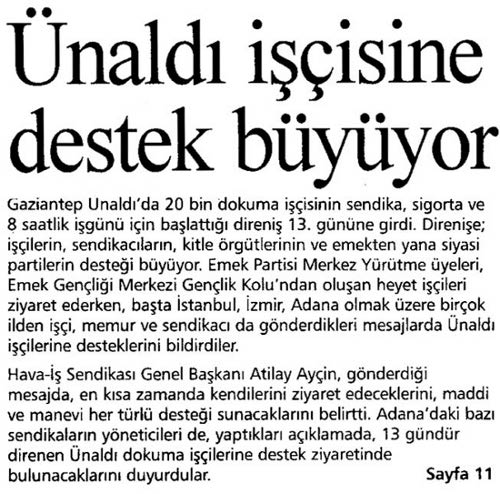 Ünaldı işçisine
destek büyüyor
Gaziantep Ünaldı'da 20 bin dokuma işçisinin sendika, sigorta ve
8 saatlik işgünü için başlattığı direniş 13. gününe girdi. Direnişe;
işçilerin, sendikacıların, kitle örgütlerinin ve emekten yana siyasi
partilerin desteği büyüyor. Emek Partisi Merkez Yürütme üyeleri,
Emek Gençliği Merkezi Gençlik Kolu'ndan oluşan heyet işçileri
ziyaret ederken, başta İstanbul, İzmir, Adana olmak üzere birçok
ilden işçi, memur ve sendikacı da gönderdikleri mesajlarda Ünaldı
işçilerine desteklerini bildirdiler.
Hava-İş Sendikası Genel Başkanı Atilay Ayçin, gönderdiği
mesajda, en kısa zamanda kendilerini ziyaret edeceklerini, maddi
ve manevi her türlü desteği sunacaklarını belirtti. Adana'daki bazı
sendikaların yöneticileri de, yaptıkları açıklamada, 13 gündür
direnen Ünaldı dokuma işçilerine destek ziyaretinde
bulunacaklarını duyurdular. Sayfa 11